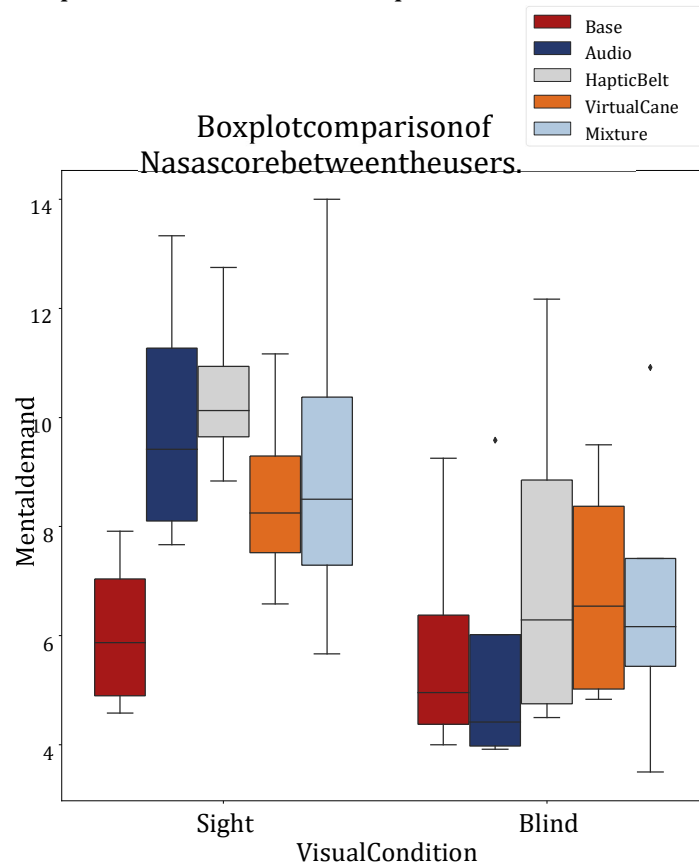 Base
Audio
HapticBelt
VirtualCane
Mixture
Boxplotcomparisonof
Nasascorebetweentheusers.
14
12
10
8
6
4
Mentaldemand
Sight
Blind
VisualCondition